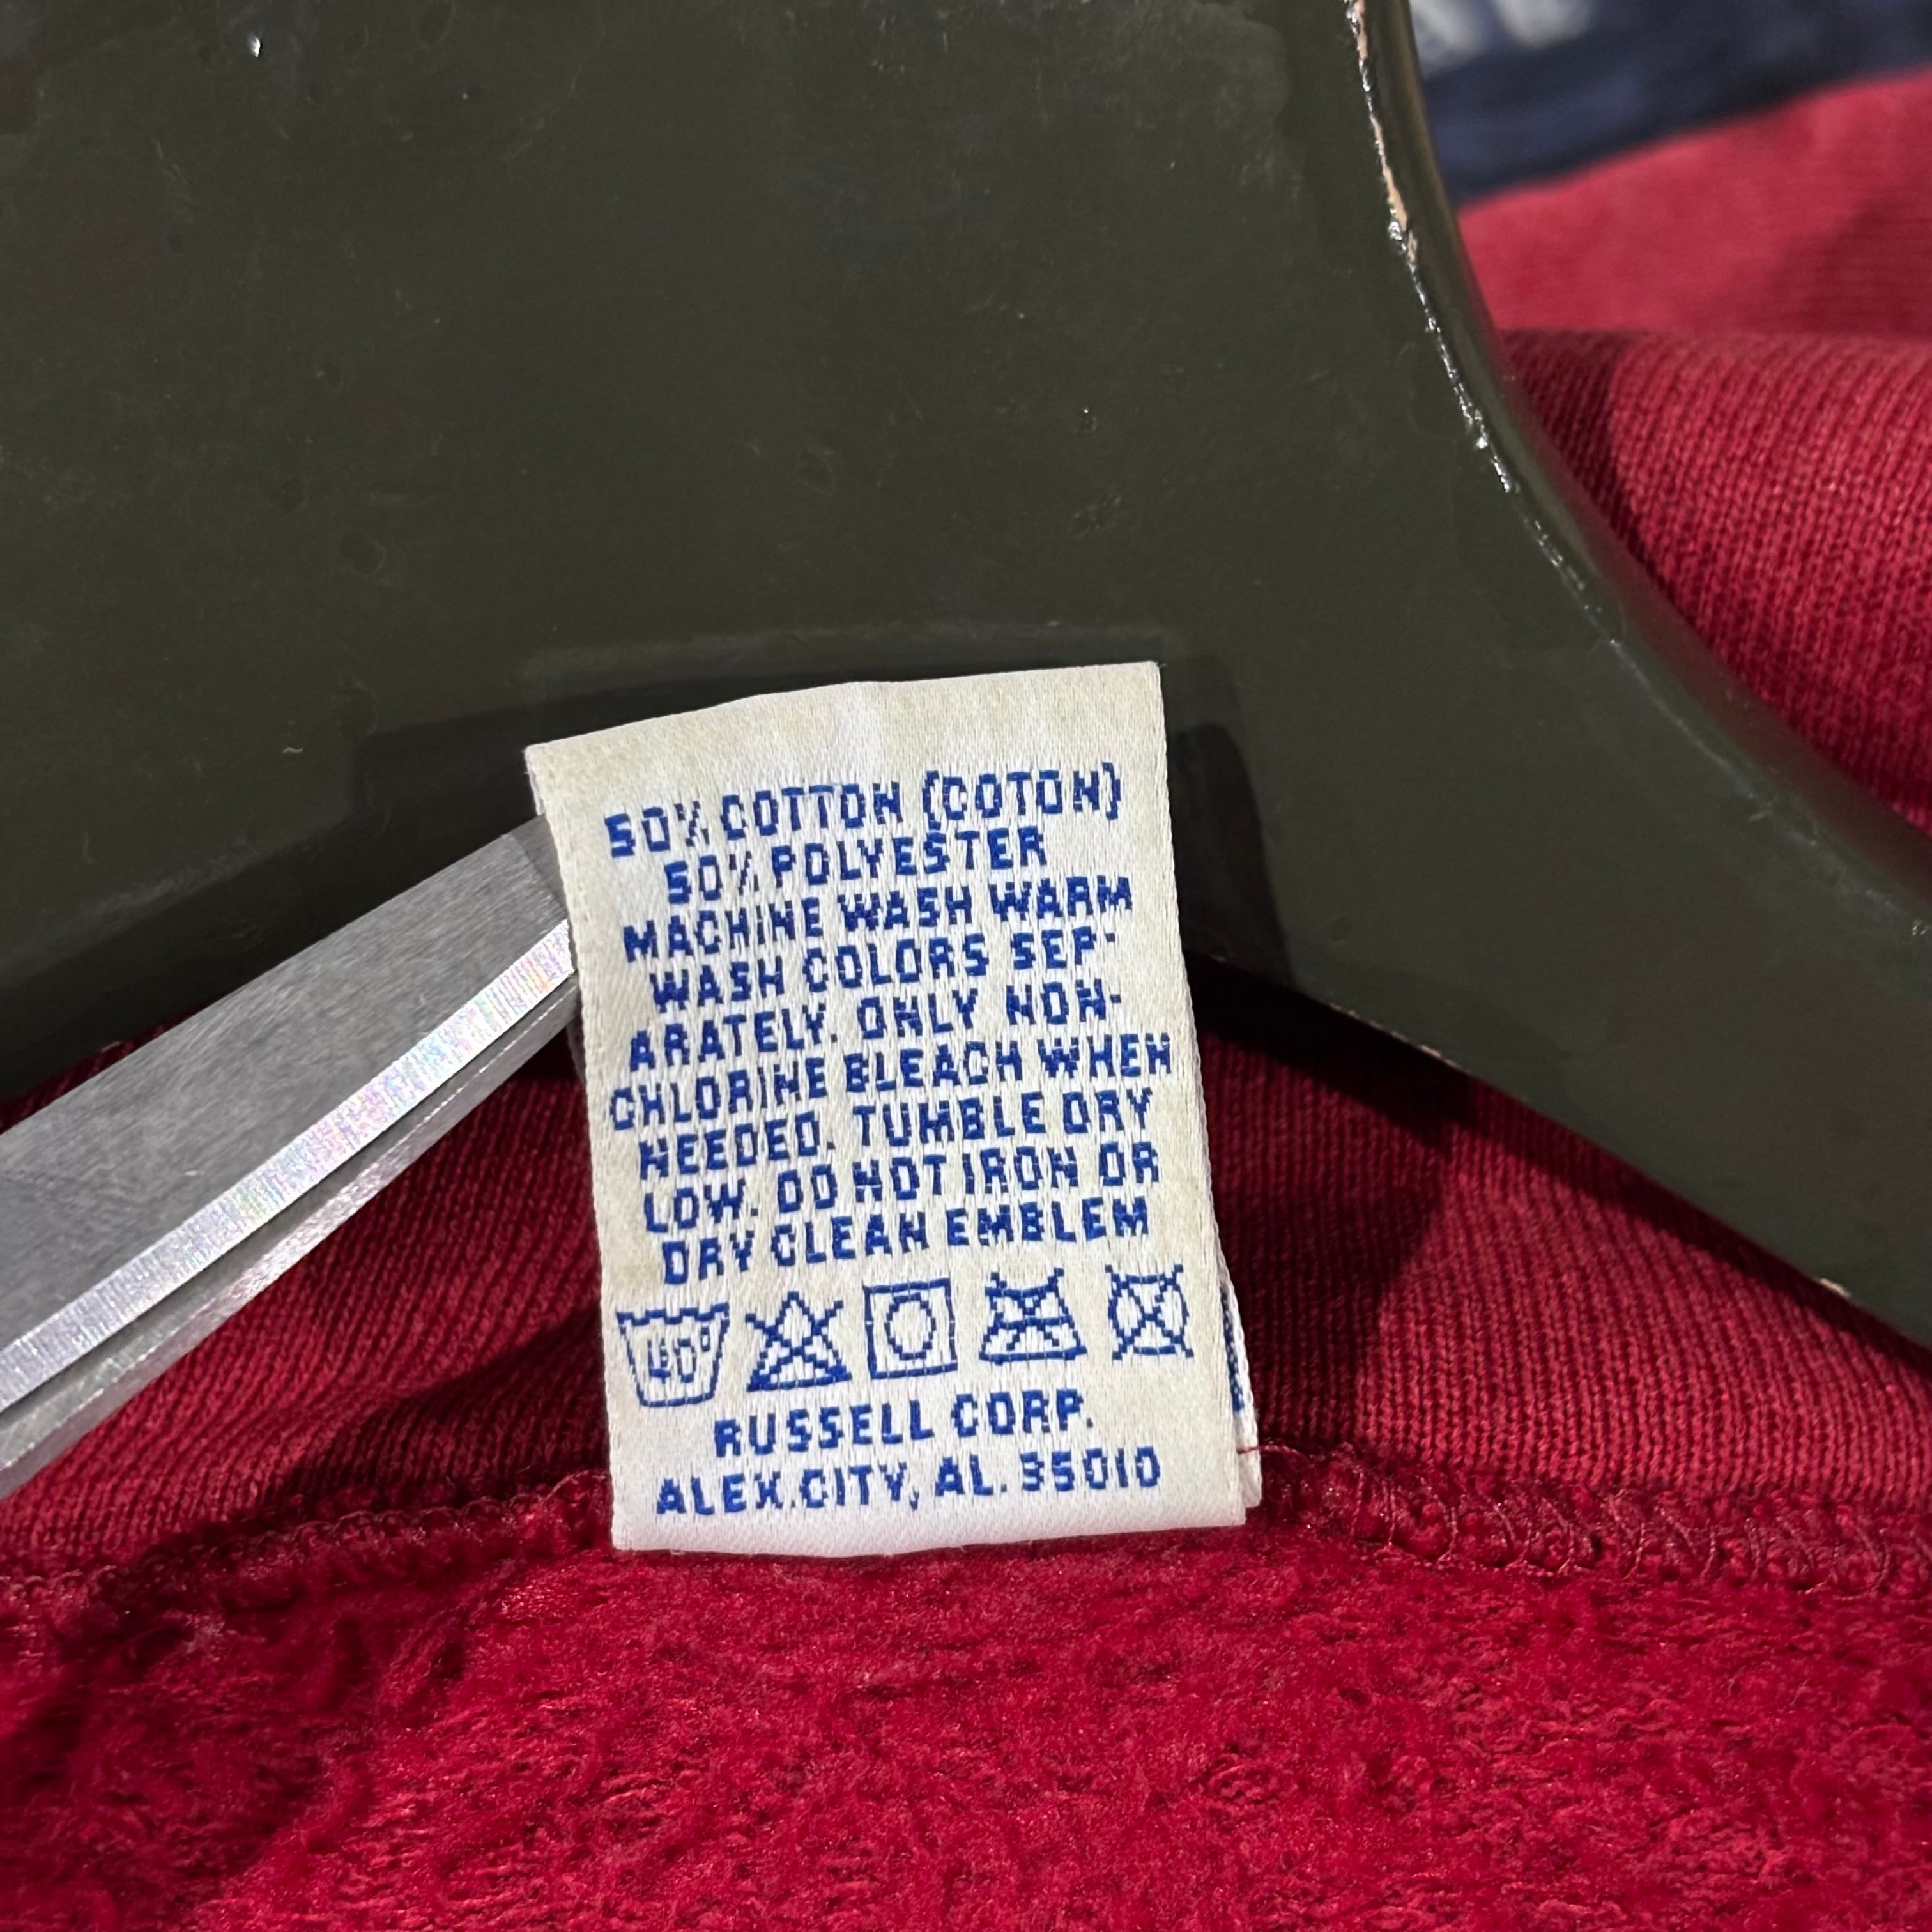 50% COTTON (COTON)
50% POLYESTER
MACHINE WASH WARM
WASH COLORS SEP-
ARATELY. ONLY NON-
CHLORINE BLEACH WHEN
NEEDED. TUMBLE DRY
LOW. DO NOT IRON OR
DRY CLEAN EMBLEM
40°
RUSSELL CORP.
ALEX.CITY, AL. 35010